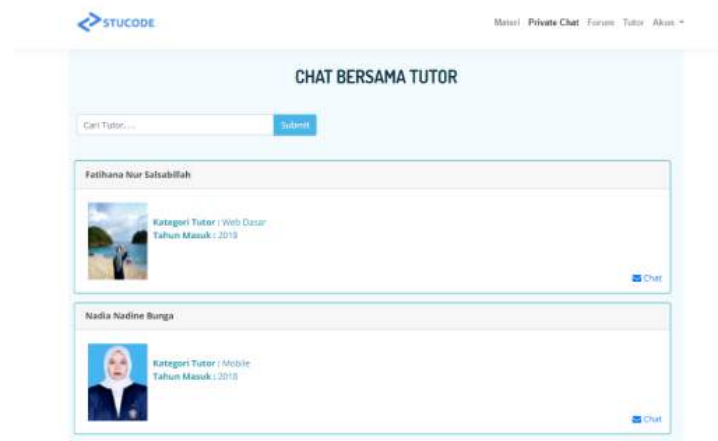 STUCODE
Materi Private Chat Forum Tutor Akun
CHAT BERSAMA TUTOR
Cari Tutor....
Submit
Fatihana Nur Salsabillah
Kategori Tutor : Web Dasar
Tahun Masuk : 2018
Chat
Nadia Nadine Bunga
Kategori Tutor : Mobile
Tahun Masuk : 2018
Chat